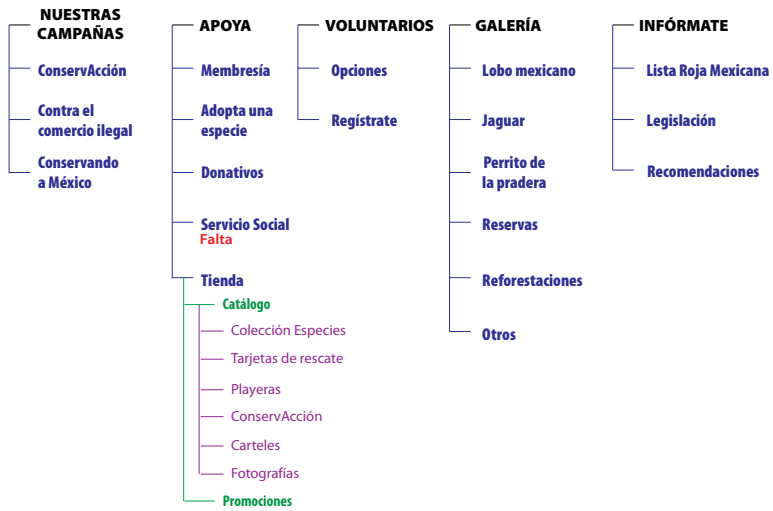 NUESTRAS
CAMPAÑAS
ConservAcción
Contra el
comercio ilegal
Conservando
a México
APOYA
Membresía
Adopta una
especie
Donativos
Servicio Social
Falta
Tienda
Catálogo
Colección Especies
Tarjetas de rescate
Playeras
ConservAcción
Carteles
Fotografías
Promociones
VOLUNTARIOS
Opciones
Regístrate
GALERÍA
Lobo mexicano
Jaguar
Perrito de
la pradera
Reservas
Reforestaciones
Otros
INFÓRMATE
Lista Roja Mexicana
Legislación
Recomendaciones